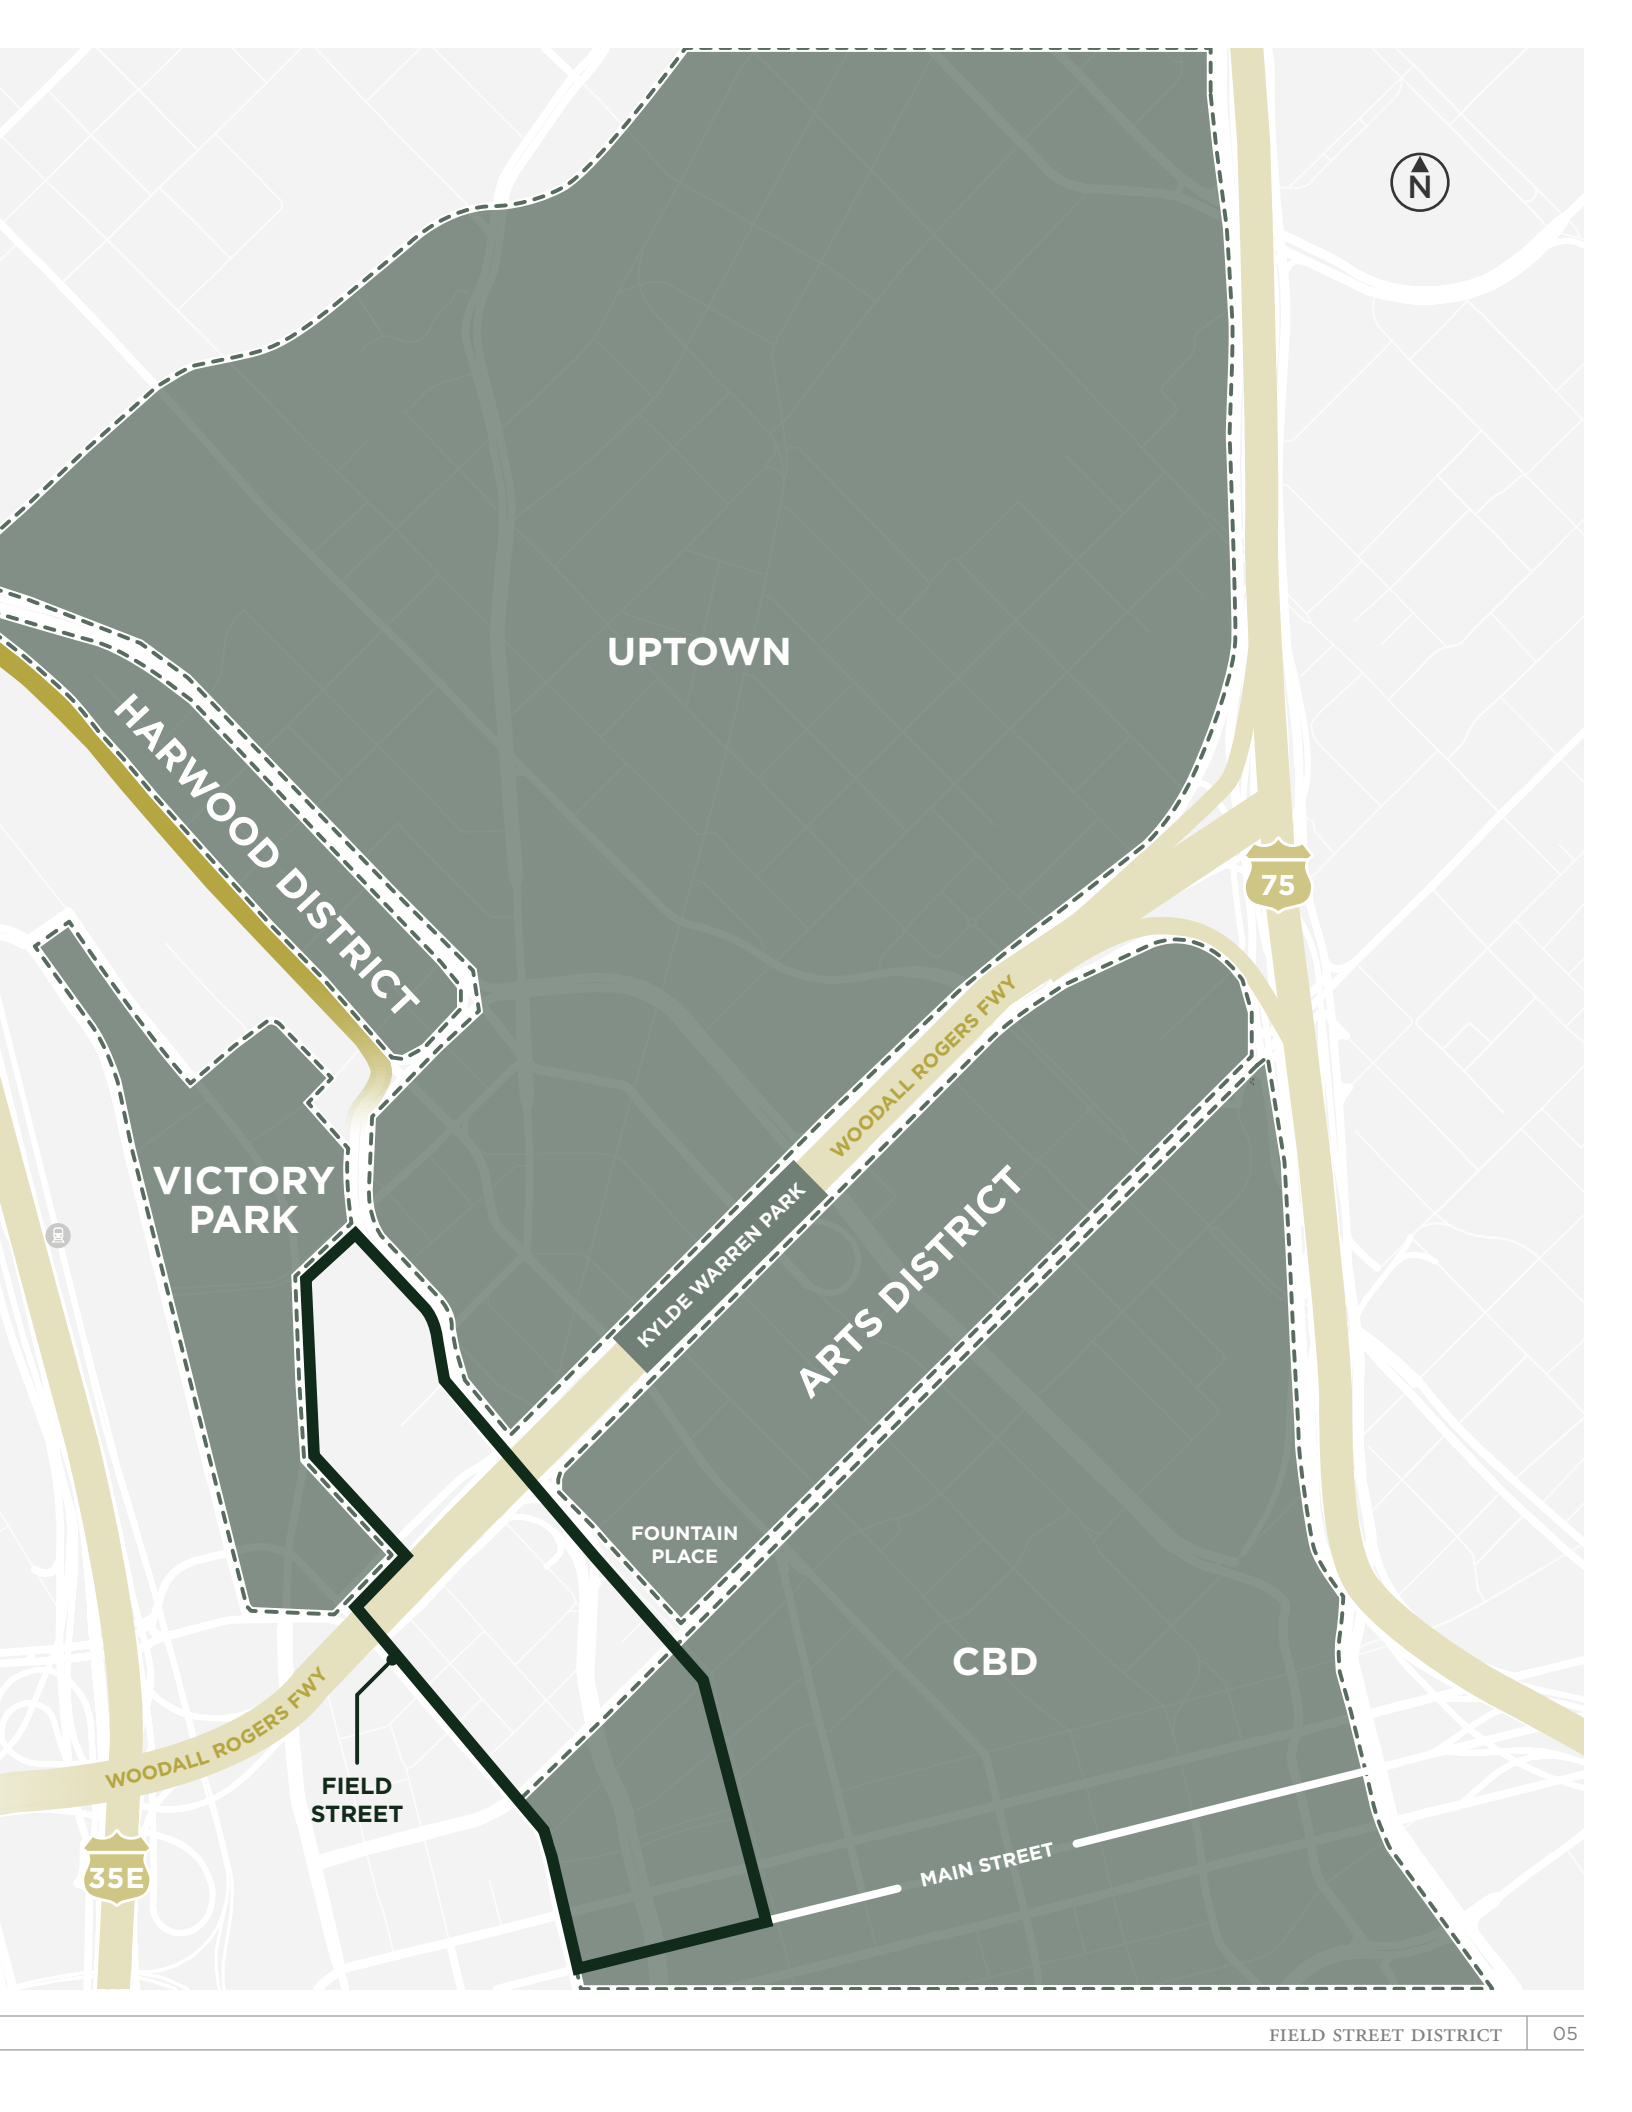 N
UPTOWN
HARWOOD DISTRICT
75
WOODALL ROGERS FWY
VICTORY
PARK
KYLDE WARREN PARK
ARTS DISTRICT
FOUNTAIN
PLACE
CBD
WOODALL ROGERS FWY
FIELD
STREET
35E
MAIN STREET
FIELD STREET DISTRICT
05